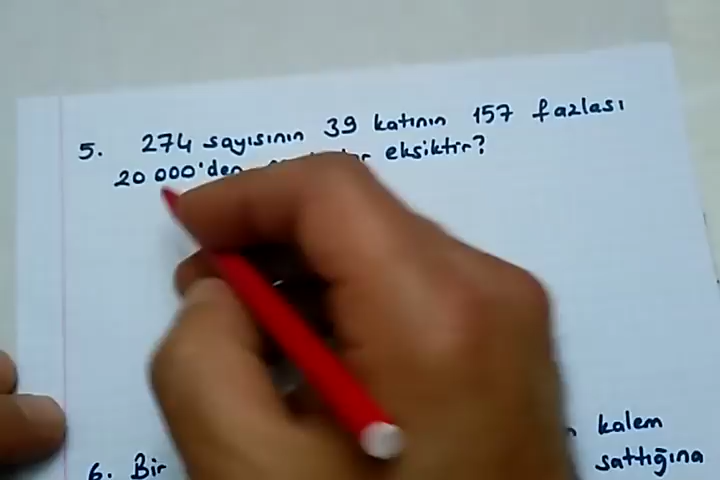 5. 274 sayısının 39 katının 157 fazlası
20 000'den eksiktir?
kalem
6. Bir sattığına